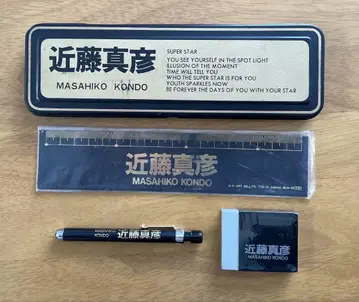 近藤真彦
MASAHIKO KONDO
SUPER STAR
YOU SEE YOURSELF IN THE SPOT LIGHT
ILLUSION OF THE MOMENT
TIME WILL TELL YOU
WHO THE SUPER STAR IS FOR YOU
YOUTH SPARKLES NOW
BE FOREVER THE DAYS OF YOU WITH YOUR STAR
近藤真彦
MASAHIKO KONDO
MASAHIKO
KONDO
近藤真彦
近藤真彦
MASAHIKO KONDO